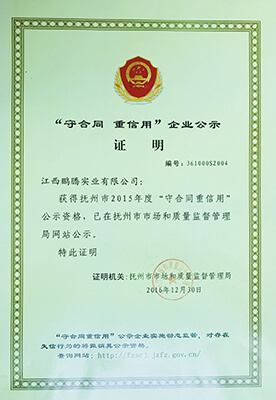 “守合同 重信用”企业公示
证 明
编号：361000SZ004
江西鹏腾实业有限公司：
获得抚州市2015年度“守合同重信用”
公示资格，已在抚州市市场和质量监督管理
局网站公示。
特此证明
证明机关：抚州市市场和质量监督管理局
2016年12月30日
“守合同重信用”公示企业实施动态监管，对存在
失信行为的将撤销其公示资格。
查询网站：http://fzscj.jxfz.gov.cn/